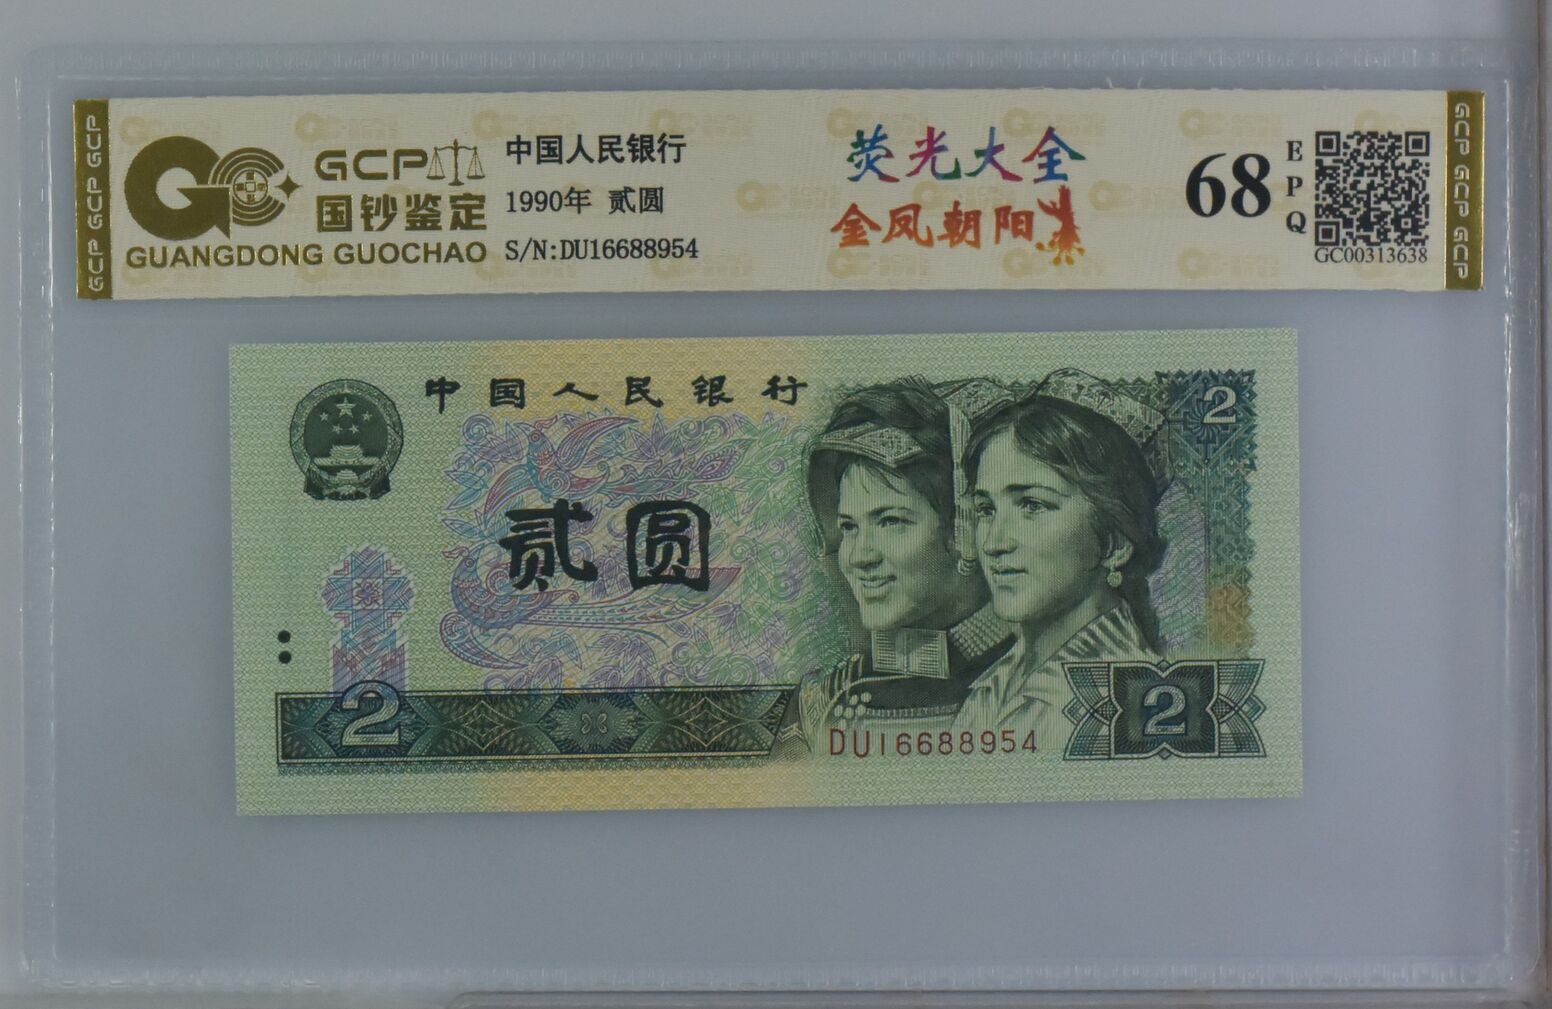 GCP GCP GCP
GCP
国钞鉴定
GUANGDONG GUOCHAO
中国人民银行
1990年 贰圆
S/N:DU16688954
荧光大全
金凤朝阳
68
EPQ
GC00313638
GCP GCP GCP
中国人民银行
2
贰圆
2
DU16688954
2